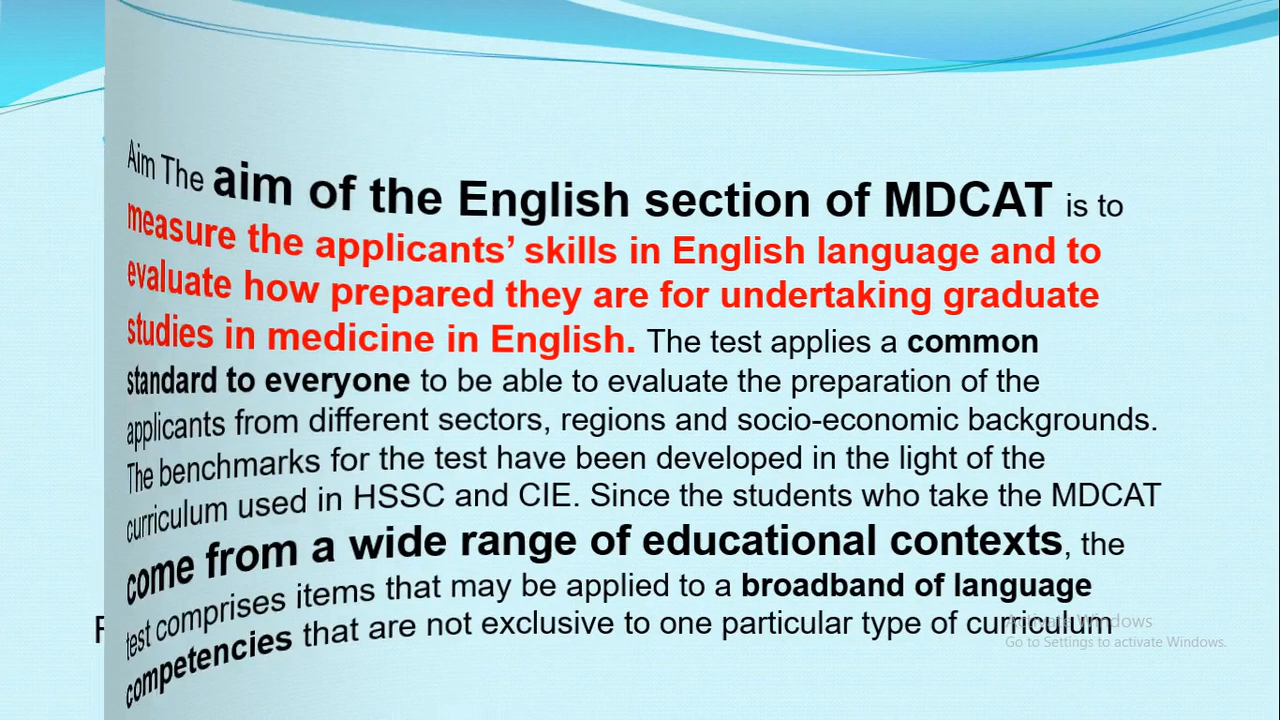 Aim The aim of the English section of MDCAT is to
measure the applicants’ skills in English language and to
evaluate how prepared they are for undertaking graduate
studies in medicine in English. The test applies a common
standard to everyone to be able to evaluate the preparation of the
applicants from different sectors, regions and socio-economic backgrounds.
The benchmarks for the test have been developed in the light of the
curriculum used in HSSC and CIE. Since the students who take the MDCAT
come from a wide range of educational contexts, the
test comprises items that may be applied to a broadband of language
competencies that are not exclusive to one particular type of curriculum
F
Activate Windows
Go to Settings to activate Windows.